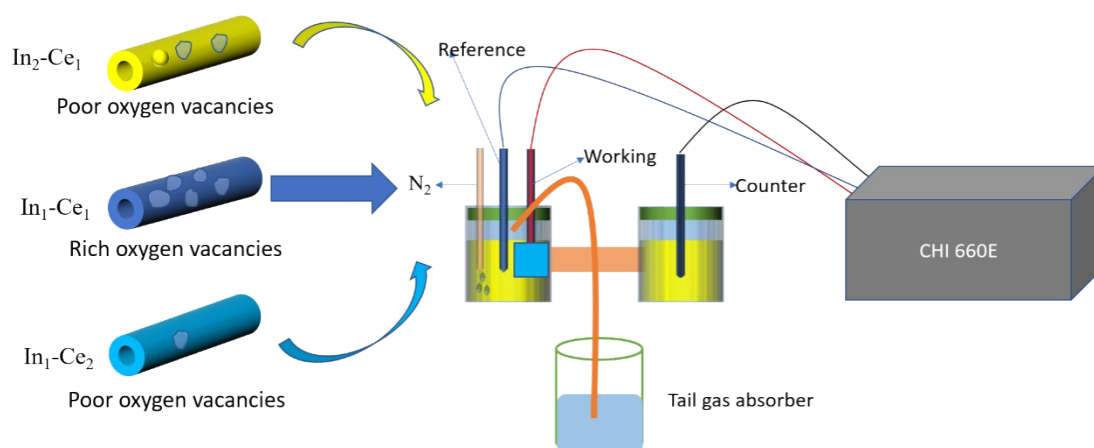 In₂-Ce₁
Poor oxygen vacancies
In₁-Ce₁
Rich oxygen vacancies
In₁-Ce₂
Poor oxygen vacancies
Reference
N₂
Working
Counter
CHI 660E
Tail gas absorber